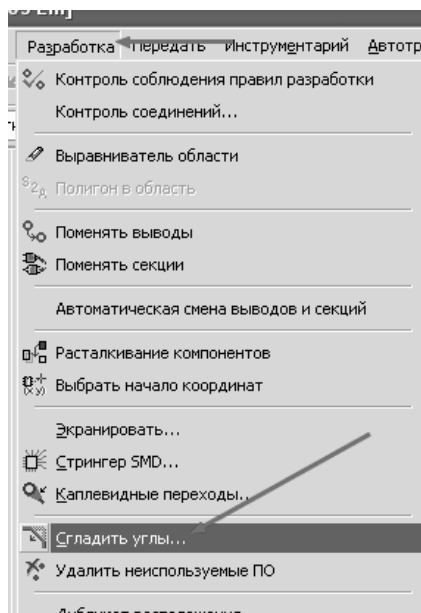 Разработка Передать Инструментарий Автотр
Контроль соблюдения правил разработки
Контроль соединений...
Выравниватель области
Полигон в область
Поменять выводы
Поменять секции
Автоматическая смена выводов и секций
Расталкивание компонентов
Выбрать начало координат
Экранировать...
Стрингер SMD...
Каплевидные переходы...
Сгладить углы...
Удалить неиспользуемые ПО